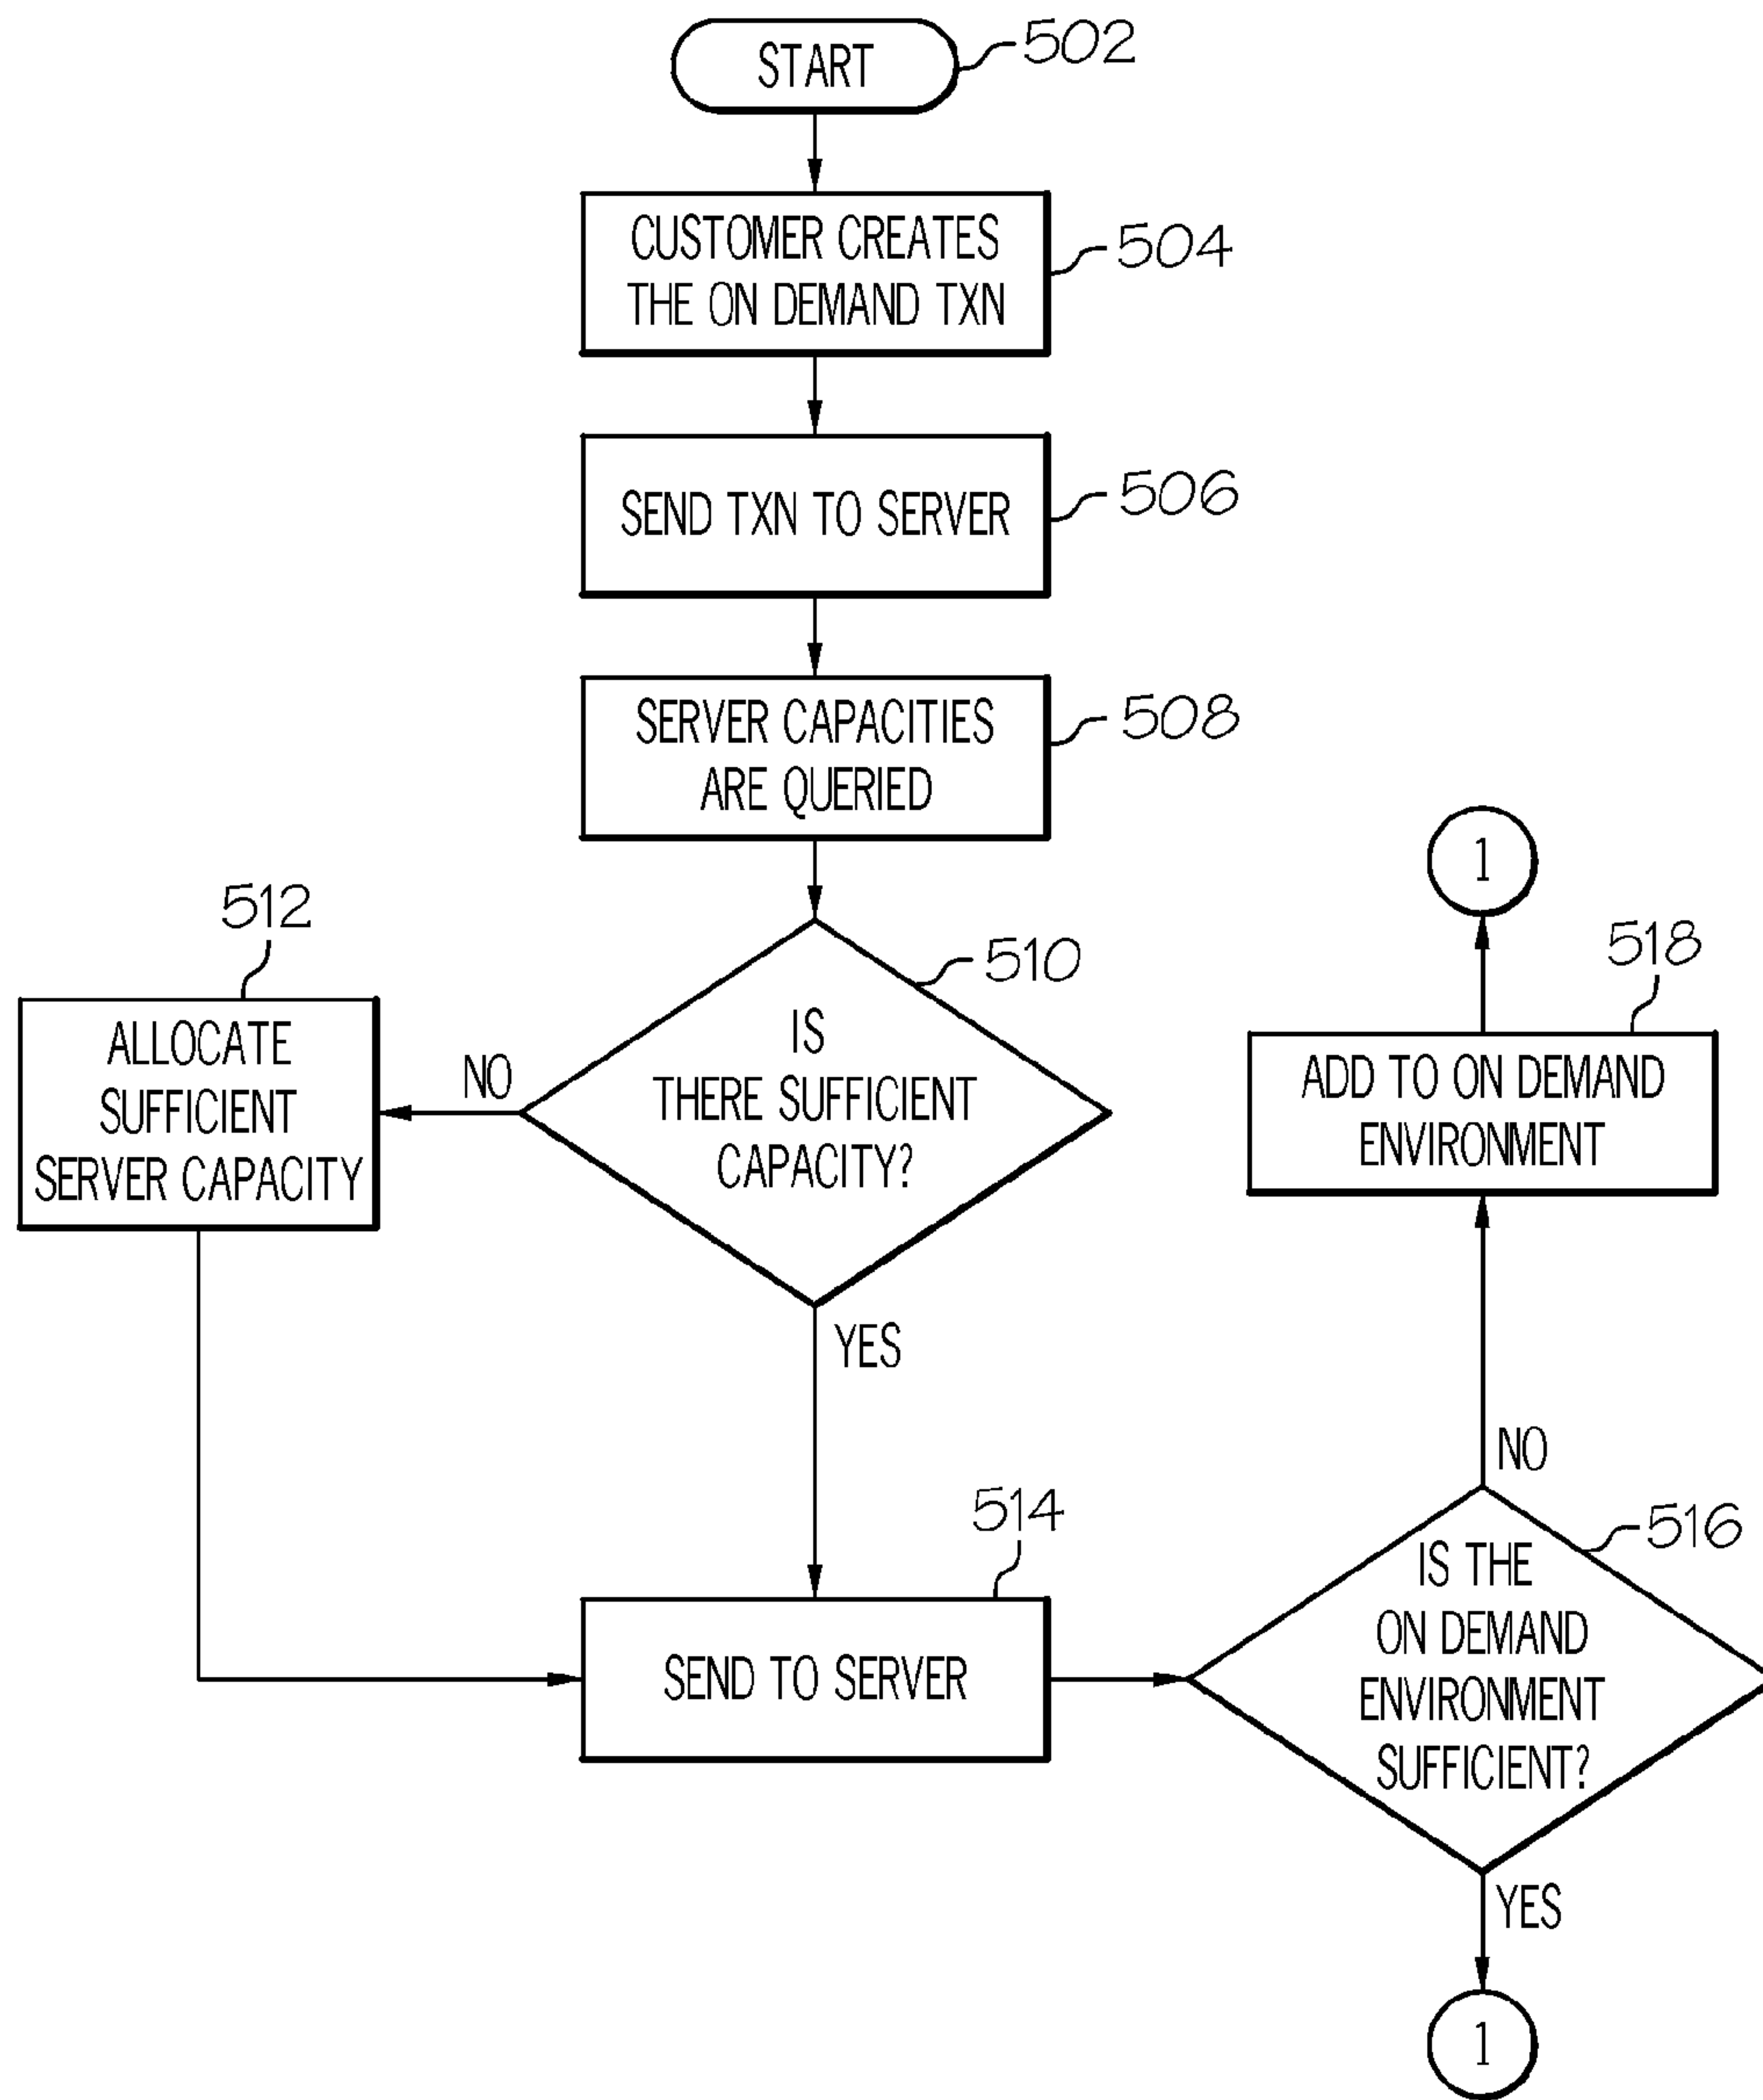 START
502
CUSTOMER CREATES
THE ON DEMAND TXN
504
SEND TXN TO SERVER
506
SERVER CAPACITIES
ARE QUERIED
508
IS
THERE SUFFICIENT
CAPACITY?
510
NO
512
ALLOCATE
SUFFICIENT
SERVER CAPACITY
YES
514
SEND TO SERVER
516
IS THE
ON DEMAND
ENVIRONMENT
SUFFICIENT?
NO
518
ADD TO ON DEMAND
ENVIRONMENT
1
YES
1